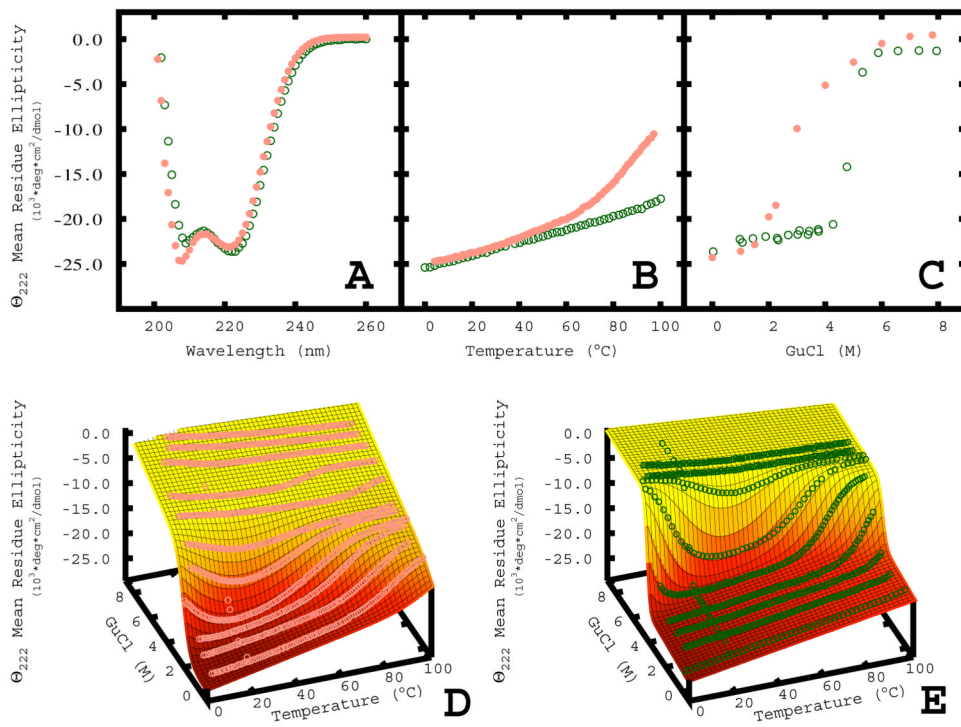 Θ222 Mean Residue Ellipticity
(10³*deg*cm²/dmol)
0.0
-5.0
-10.0
-15.0
-20.0
-25.0
A
B
C
200 220 240 260
0 20 40 60 80 100
0 2 4 6 8
Wavelength (nm)
Temperature (°C)
GuCl (M)
Θ222 Mean Residue Ellipticity
(10³*deg*cm²/dmol)
0.0
-5.0
-10.0
-15.0
-20.0
-25.0
8
6
4
2
0
GuCl (M)
0
20
40
60
80
100
Temperature (°C)
D
Θ222 Mean Residue Ellipticity
(10³*deg*cm²/dmol)
0.0
-5.0
-10.0
-15.0
-20.0
-25.0
8
6
4
2
0
GuCl (M)
0
20
40
60
80
100
Temperature (°C)
E